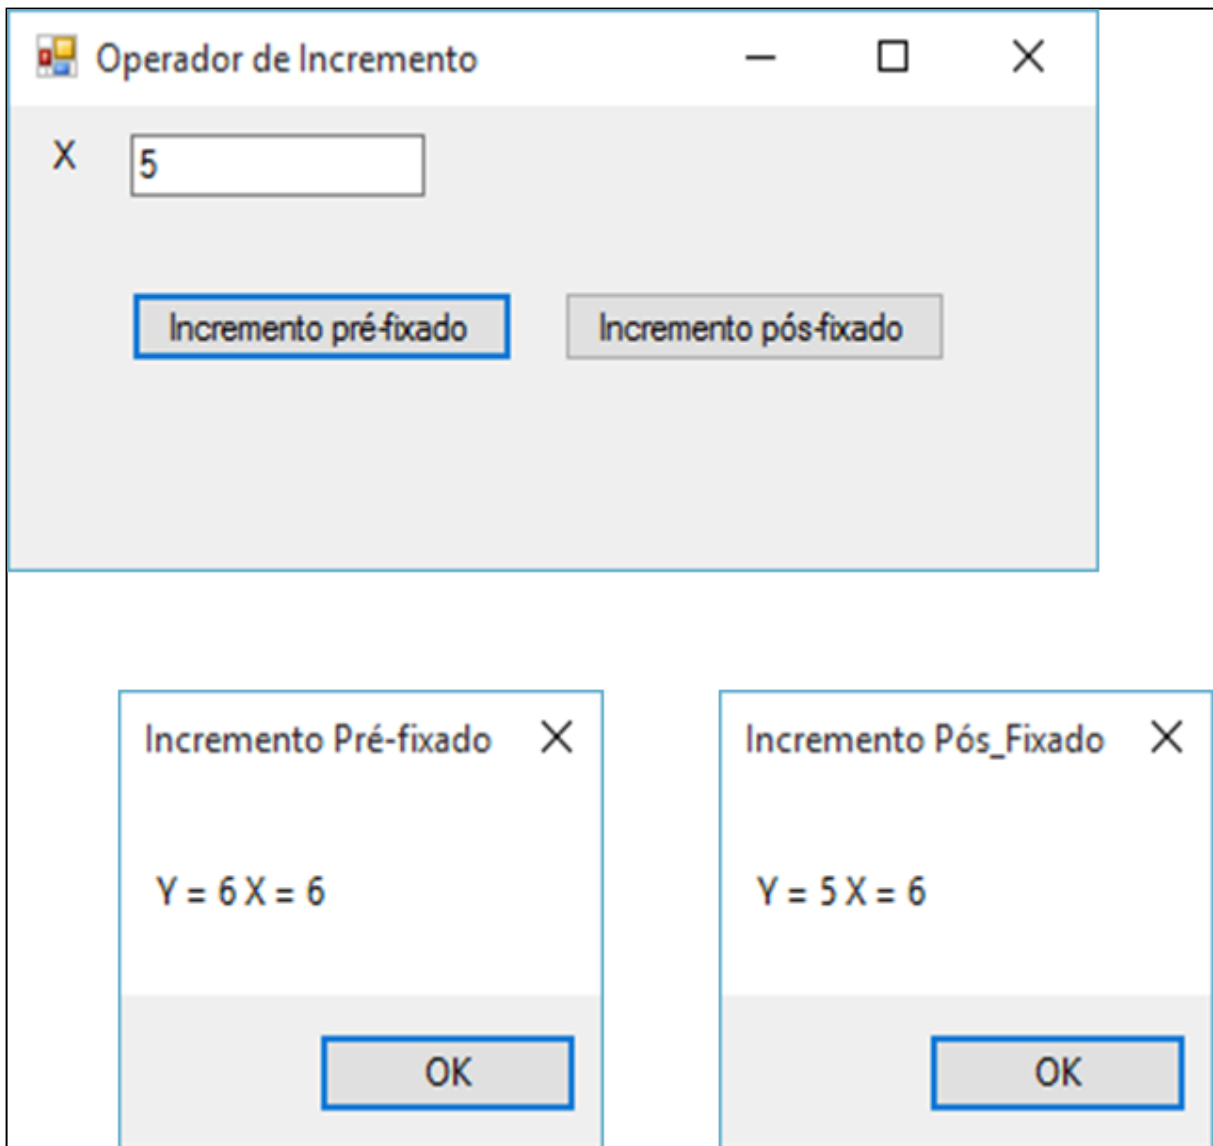 Operador de Incremento
X 5
Incremento pré-fixado Incremento pós-fixado
Incremento Pré-fixado
Y = 6 X = 6
OK
Incremento Pós_Fixado
Y = 5 X = 6
OK